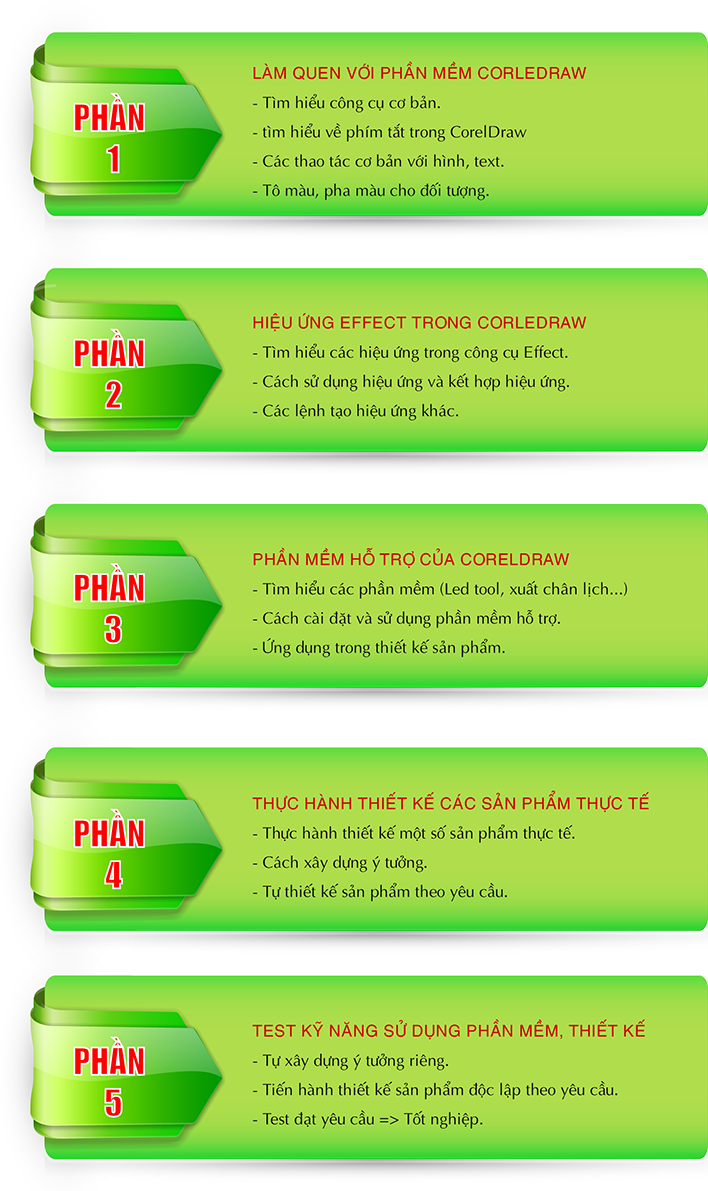 PHẦN
1
LÀM QUEN VỚI PHẦN MỀM CORLEDRAW
- Tìm hiểu công cụ cơ bản.
- tìm hiểu về phím tắt trong CorelDraw
- Các thao tác cơ bản với hình, text.
- Tô màu, pha màu cho đối tượng.
PHẦN
2
HIỆU ỨNG EFFECT TRONG CORLEDRAW
- Tìm hiểu các hiệu ứng trong công cụ Effect.
- Cách sử dụng hiệu ứng và kết hợp hiệu ứng.
- Các lệnh tạo hiệu ứng khác.
PHẦN
3
PHẦN MỀM HỖ TRỢ CỦA CORELDRAW
- Tìm hiểu các phần mềm (Led tool, xuất chân lịch...)
- Cách cài đặt và sử dụng phần mềm hỗ trợ.
- Ứng dụng trong thiết kế sản phẩm.
PHẦN
4
THỰC HÀNH THIẾT KẾ CÁC SẢN PHẨM THỰC TẾ
- Thực hành thiết kế một số sản phẩm thực tế.
- Cách xây dựng ý tưởng.
- Tự thiết kế sản phẩm theo yêu cầu.
PHẦN
5
TEST KỸ NĂNG SỬ DỤNG PHẦN MỀM, THIẾT KẾ
- Tự xây dựng ý tưởng riêng.
- Tiến hành thiết kế sản phẩm độc lập theo yêu cầu.
- Test đạt yêu cầu => Tốt nghiệp.